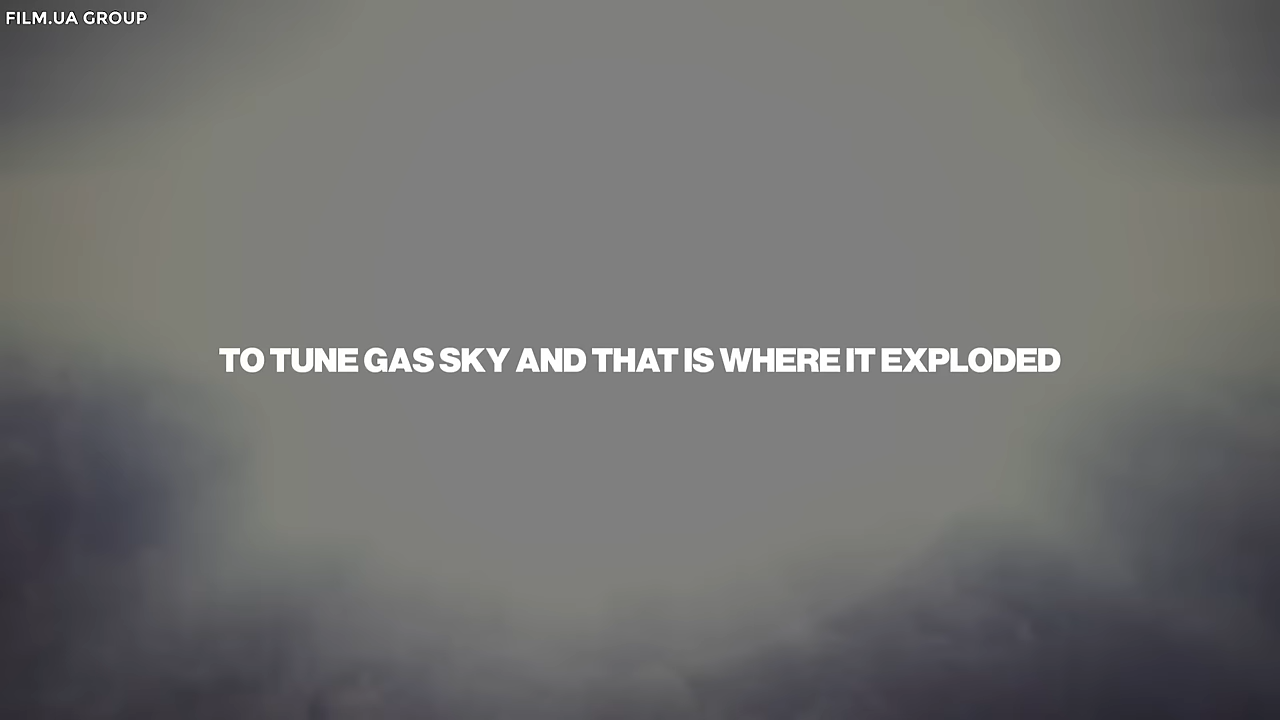 FILM.UA GROUP
TO TUNE GAS SKY AND THAT IS WHERE IT EXPLODED